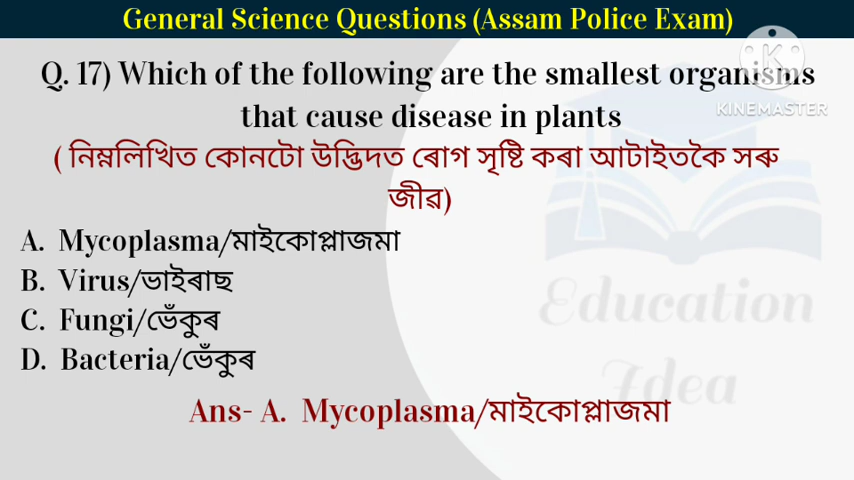 General Science Questions (Assam Police Exam)
KINEMASTER
Q. 17) Which of the following are the smallest organisms
that cause disease in plants
( নিম্নলিখিত কোনটো উদ্ভিদত ৰোগ সৃষ্টি কৰা আটাইতকৈ সৰু
জীৱ)
A. Mycoplasma/মাইকোপ্লাজমা
B. Virus/ভাইৰাছ
C. Fungi/ভেঁকুৰ
D. Bacteria/ভেঁকুৰ
Education
Idea
Ans- A. Mycoplasma/মাইকোপ্লাজমা